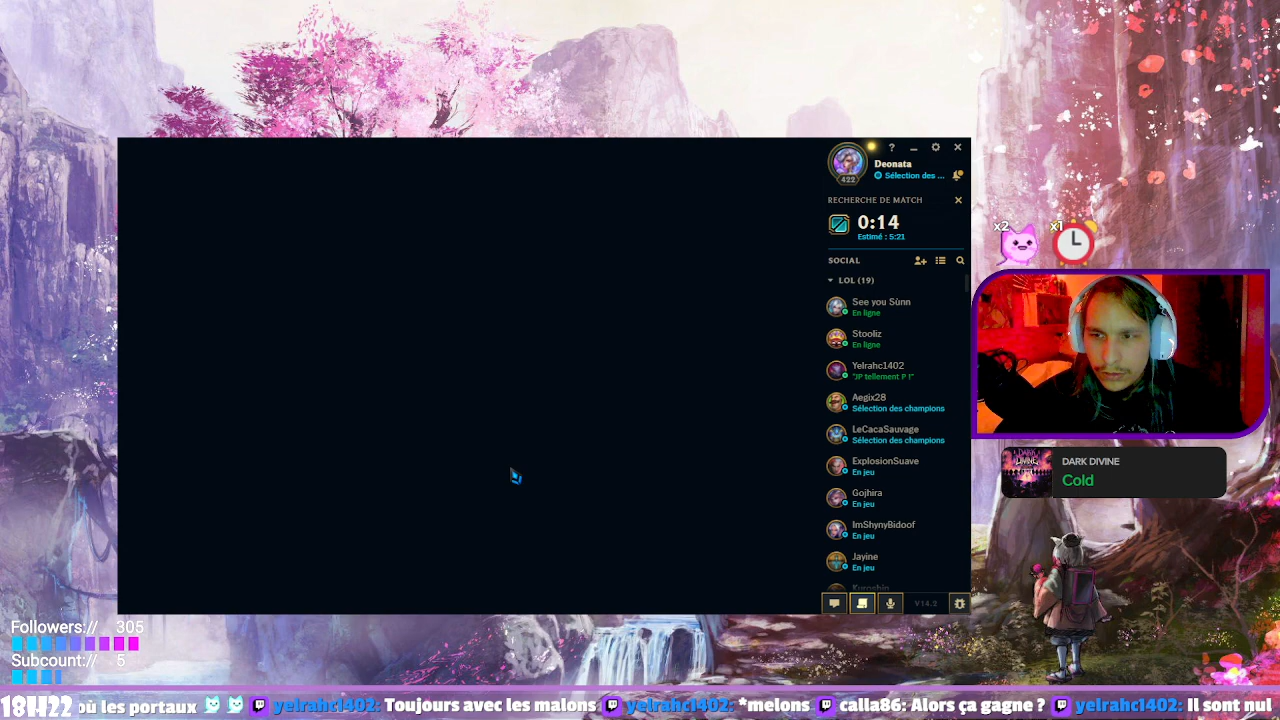 Deonata
422
Sélection des ...
RECHERCHE DE MATCH
0:14
Estimé : 5:21
SOCIAL
LOL (19)
See you Sùnn
En ligne
Stooliz
En ligne
Yelrahc1402
"JP tellement P !"
Aegix28
Sélection des champions
LeCacaSauvage
Sélection des champions
ExplosionSuave
En jeu
Gojhira
En jeu
ImShynyBidoof
En jeu
Jayine
En jeu
Kuroshin
V14.2
x2
x1
DARK DIVINE
DARK DIVINE
Cold
Followers:// 305
Subcount:// 5
18H22 où les portaux yelrahc1402: Toujours avec les malons yelrahc1402: *melons calla86: Alors ça gagne ? yelrahc1402: Il sont nul